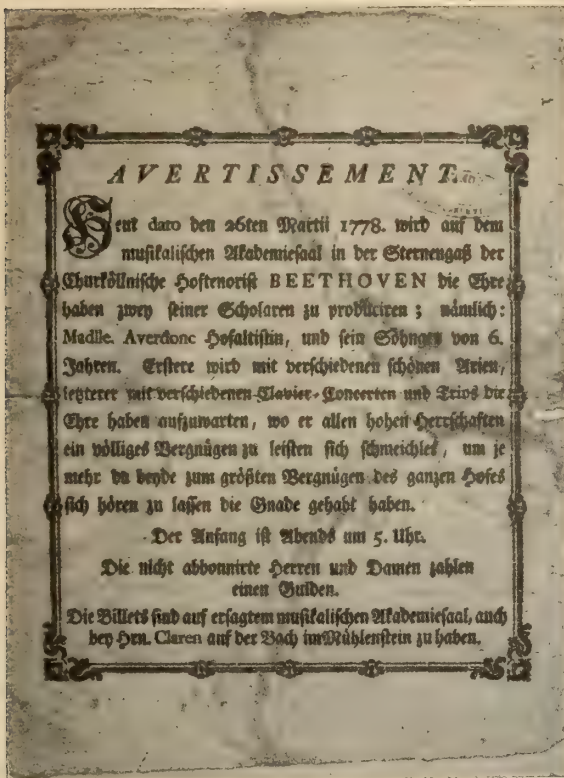 AVERTISSEMENT.
Heut dato den 26ten Martii 1778. wird auf dem
musikalischen Akademiesaal in der Sternengaß der
Churköllnische Hoftenorist BEETHOVEN die Ehre
haben zwey seiner Scholaren zu produciren; nämlich:
Madlle. Averdonc Hofaltistin, und sein Söhngen von 6.
Jahren. Erstere wird mit verschiedenen schönen Arien,
letzterer mit verschiedenen Clavier-Concerten und Trios die
Ehre haben aufzuwarten, wo er allen hohen Herrschaften
ein völliges Vergnügen zu leisten sich schmeichlet, um je
mehr da beyde zum größten Vergnügen des ganzen Hofes
sich hören zu lassen die Gnade gehabt haben.
Der Anfang ist Abends um 5. Uhr.
Die nicht abbonnirte Herren und Damen zahlen
einen Gulden.
Die Billets sind auf ersagtem musikalischen Akademiesaal, auch
bey Hrn. Claren auf der Bach im Mühlenstein zu haben.